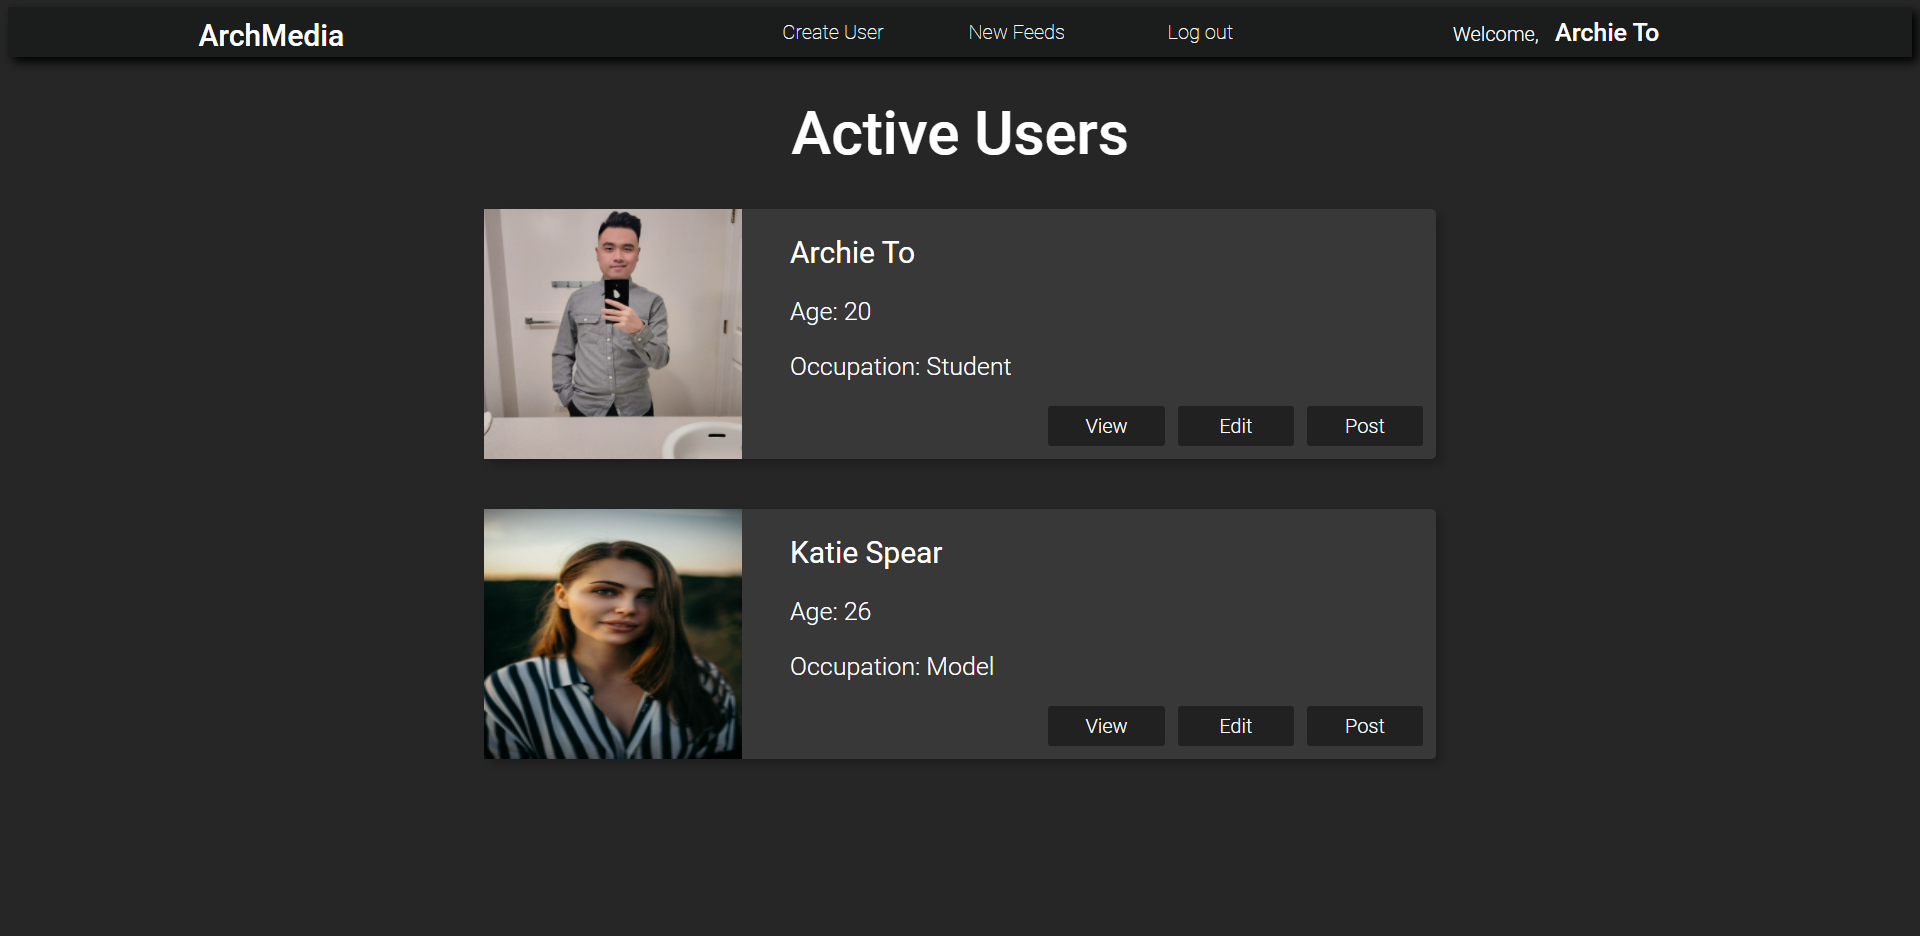 ArchMedia
Create User
New Feeds
Log out
Welcome, Archie To
Active Users
Archie To
Age: 20
Occupation: Student
View
Edit
Post
Katie Spear
Age: 26
Occupation: Model
View
Edit
Post